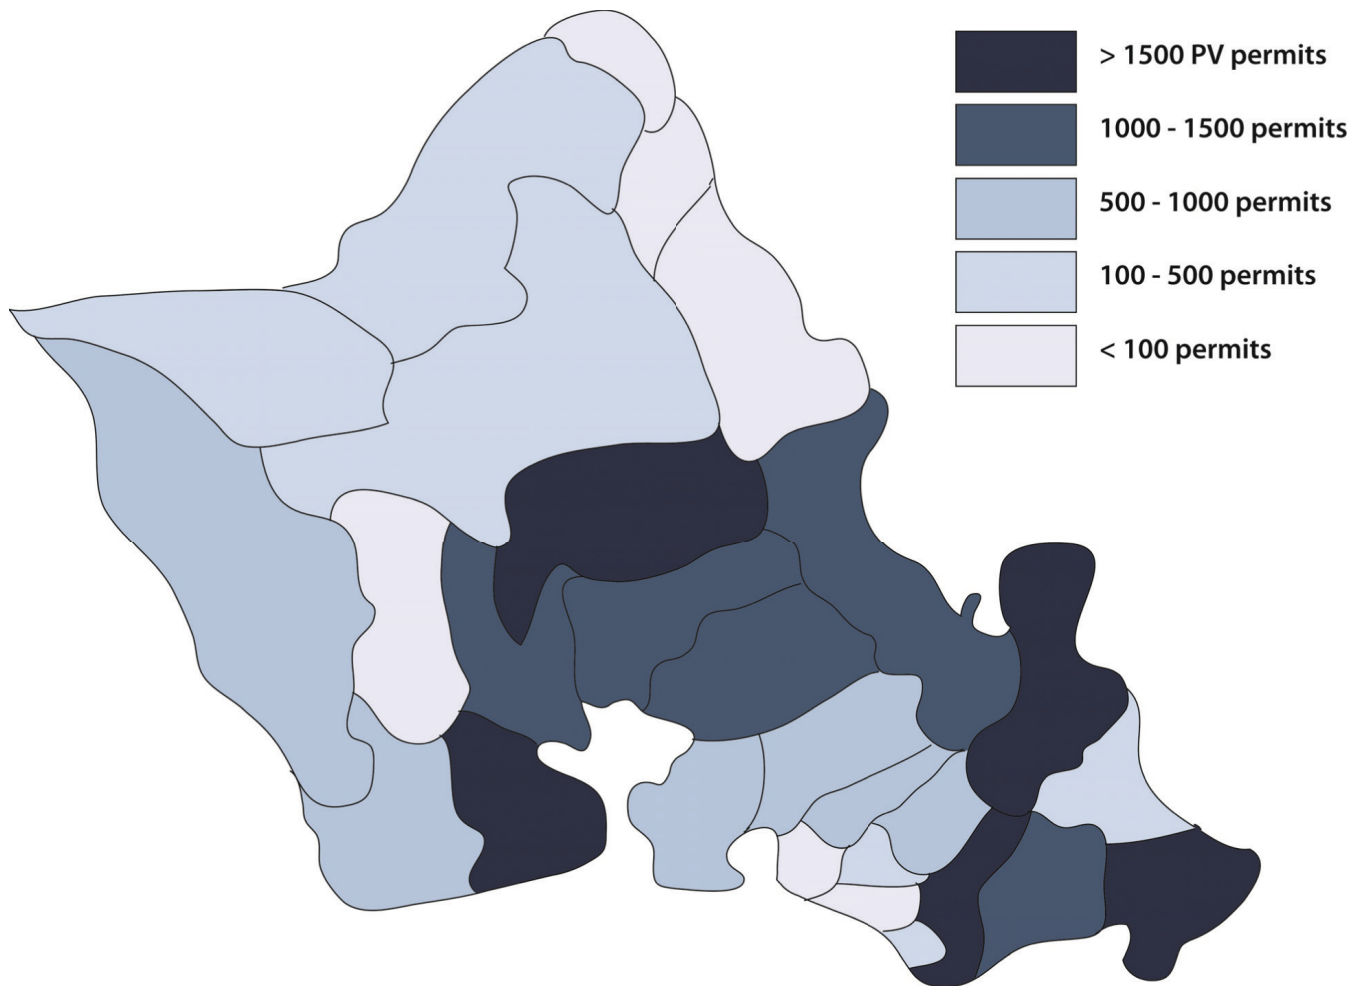 > 1500 PV permits
1000 - 1500 permits
500 - 1000 permits
100 - 500 permits
< 100 permits